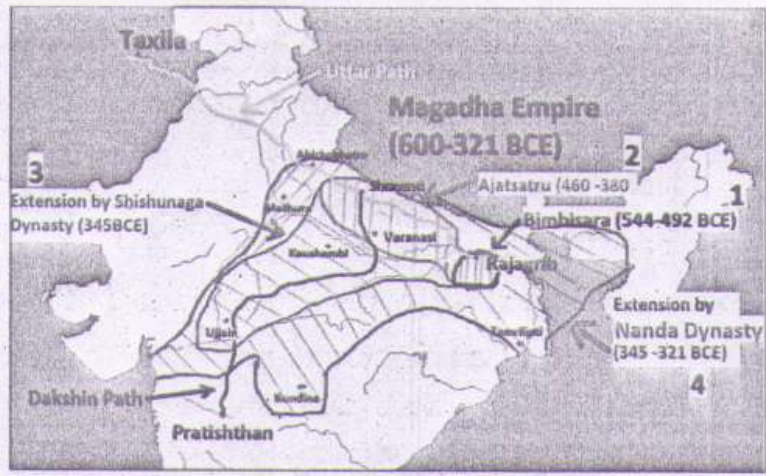 Taxila
Uttar Path
Magadha Empire
(600-321 BCE)
3
2
Extension by Shishunaga
Dynasty (345BCE]
Ajatsatru (460 -380
1
Bimbisara (544-492 BCE)
Mathura
Varanasi
Kaushambi
Rajagrih
Ujjain
Extension by
Nanda Dynasty
(345 -321 BCE)
4
Dakshin Path
Kundina
Pratishthan